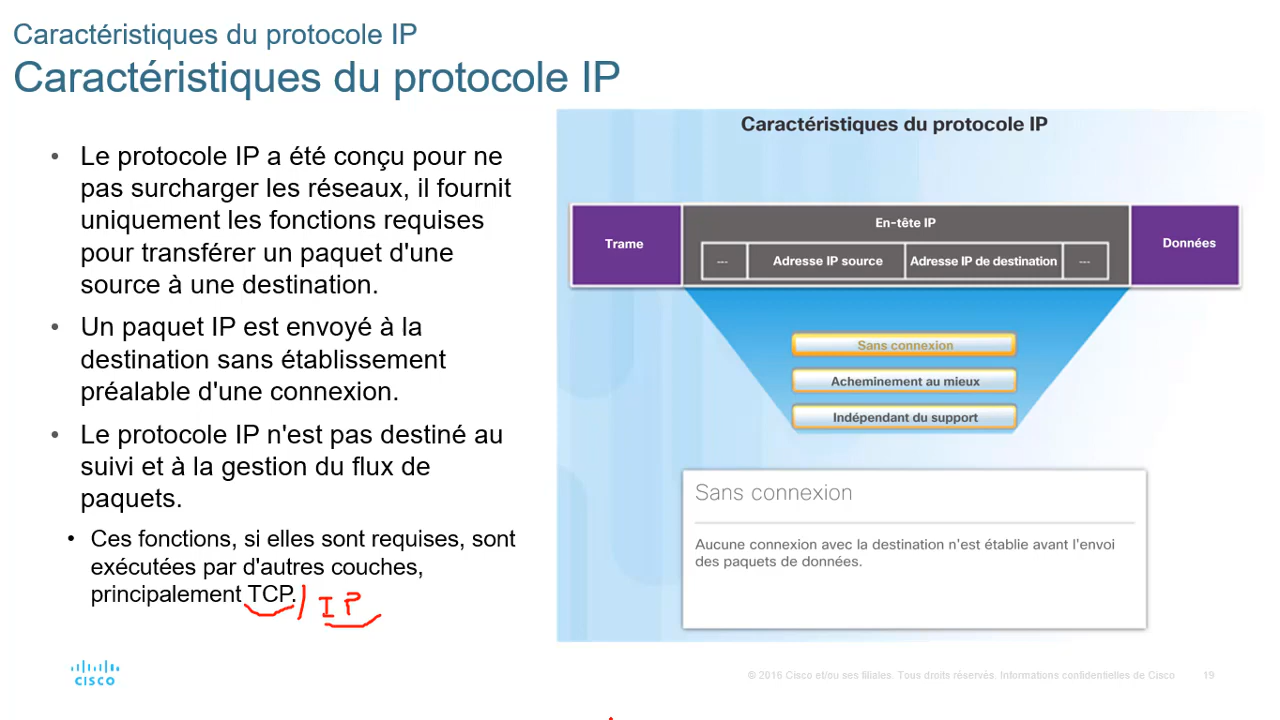 Caractéristiques du protocole IP
Caractéristiques du protocole IP
• Le protocole IP a été conçu pour ne
pas surcharger les réseaux, il fournit
uniquement les fonctions requises
pour transférer un paquet d'une
source à une destination.
• Un paquet IP est envoyé à la
destination sans établissement
préalable d'une connexion.
• Le protocole IP n'est pas destiné au
suivi et à la gestion du flux de
paquets.
• Ces fonctions, si elles sont requises, sont
exécutées par d'autres couches,
principalement TCP. / IP
Caractéristiques du protocole IP
Trame
En-tête IP
--- Adresse IP source Adresse IP de destination ---
Données
Sans connexion
Acheminement au mieux
Indépendant du support
Sans connexion
Aucune connexion avec la destination n'est établie avant l'envoi
des paquets de données.
CISCO
© 2016 Cisco et/ou ses filiales. Tous droits réservés. Informations confidentielles de Cisco 19